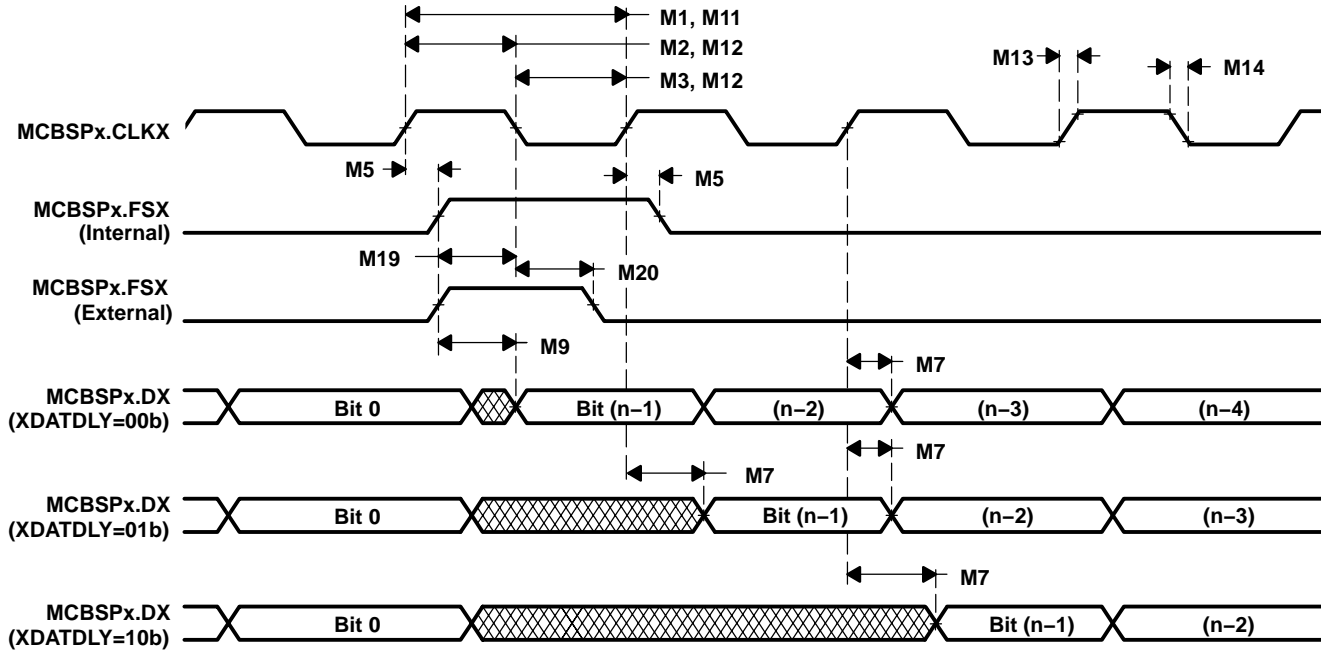 M1, M11
M2, M12
M3, M12
M13
M14
MCBSPx.CLKX
M5
M5
MCBSPx.FSX
(Internal)
M19
M20
MCBSPx.FSX
(External)
M9
M7
MCBSPx.DX
(XDATDLY=00b)
Bit 0
Bit (n−1)
(n−2)
(n−3)
(n−4)
M7
M7
MCBSPx.DX
(XDATDLY=01b)
Bit 0
Bit (n−1)
(n−2)
(n−3)
M7
MCBSPx.DX
(XDATDLY=10b)
Bit 0
Bit (n−1)
(n−2)